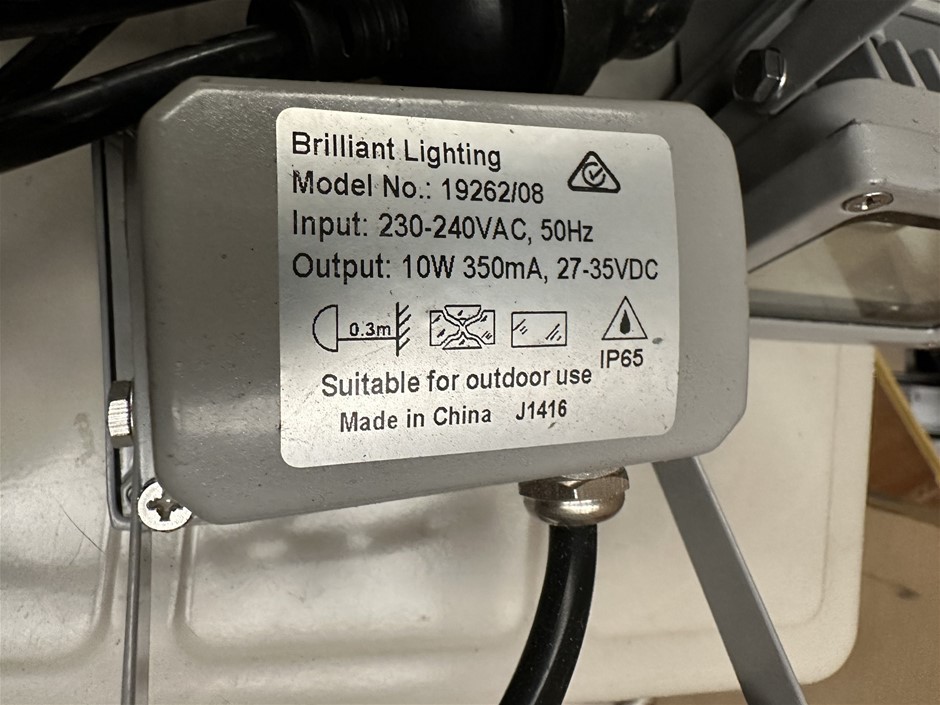 Brilliant Lighting
Model No.: 19262/08
Input: 230-240VAC, 50Hz
Output: 10W 350mA, 27-35VDC
0.3m
IP65
Suitable for outdoor use
Made in China J1416